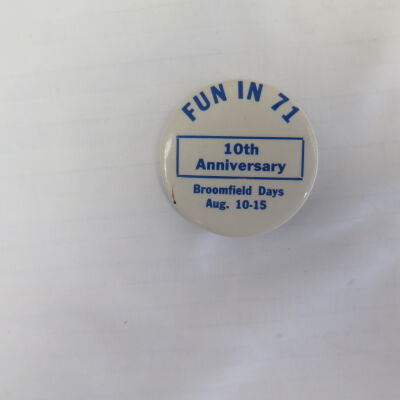 FUN IN 71
10th
Anniversary
Broomfield Days
Aug. 10-15